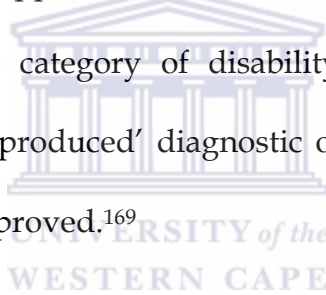 category of disability
produced’ diagnostic
proved.¹⁶⁹
UNIVERSITY of the
WESTERN CAPE